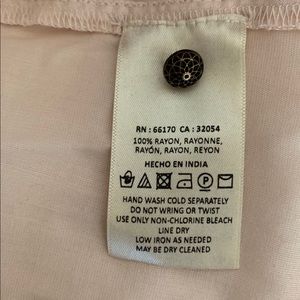 RN : 66170 CA : 32054
100% RAYON, RAYONNE,
RAYÓN, RAYON, REYON
HECHO EN INDIA
HAND WASH COLD SEPARATELY
DO NOT WRING OR TWIST
USE ONLY NON-CHLORINE BLEACH
LINE DRY
LOW IRON AS NEEDED
MAY BE DRY CLEANED